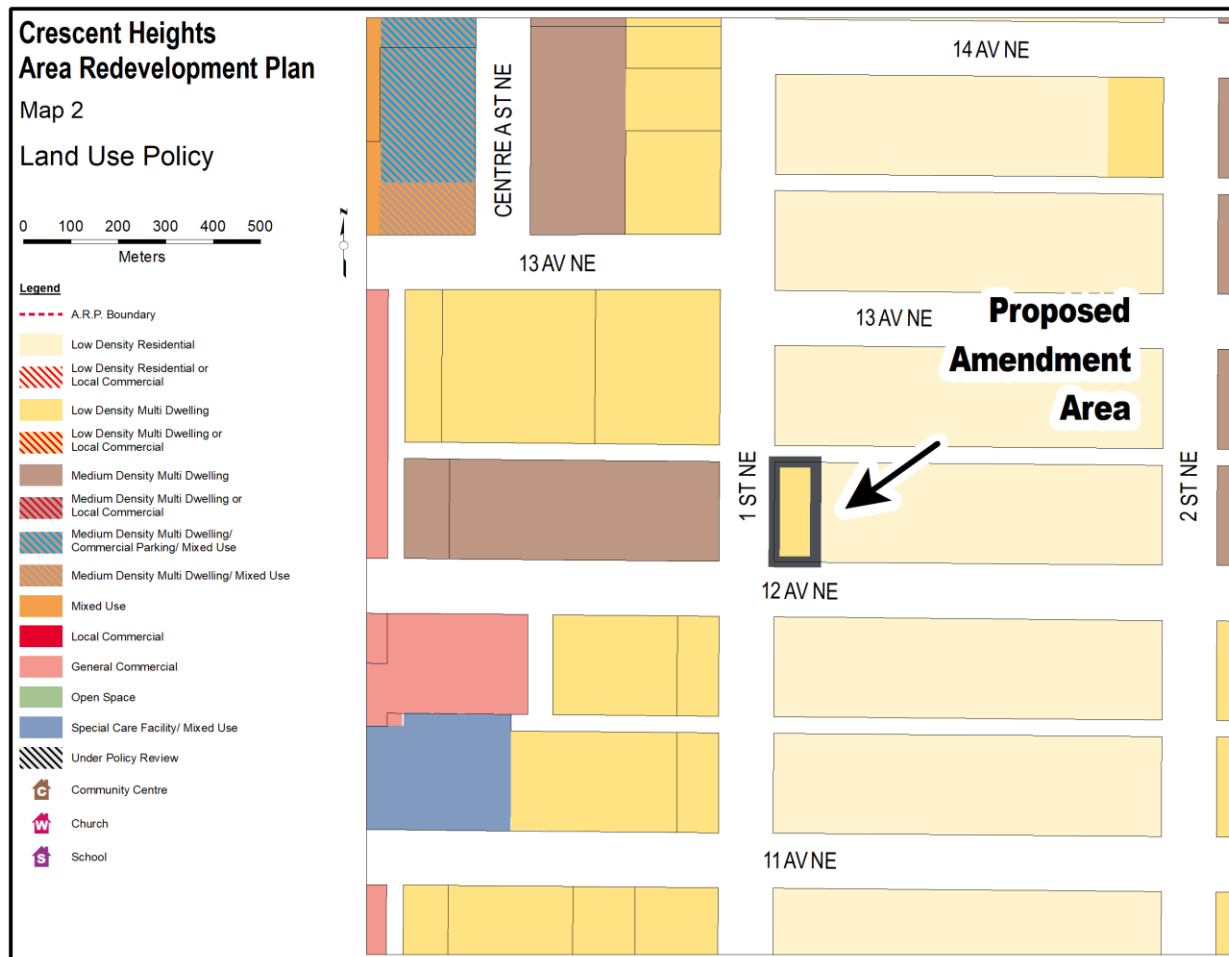 Crescent Heights
Area Redevelopment Plan
Map 2
Land Use Policy
0 100 200 300 400 500
Meters
Z
Legend
A.R.P. Boundary
Low Density Residential
Low Density Residential or
Local Commercial
Low Density Multi Dwelling
Low Density Multi Dwelling or
Local Commercial
Medium Density Multi Dwelling
Medium Density Multi Dwelling or
Local Commercial
Medium Density Multi Dwelling/
Commercial Parking/ Mixed Use
Medium Density Multi Dwelling/ Mixed Use
Mixed Use
Local Commercial
General Commercial
Open Space
Special Care Facility/ Mixed Use
Under Policy Review
C
Community Centre
W
Church
S
School
14 AV NE
CENTRE A ST NE
13 AV NE
13 AV NE
Proposed
Amendment
Area
1 ST NE
2 ST NE
12 AV NE
11 AV NE